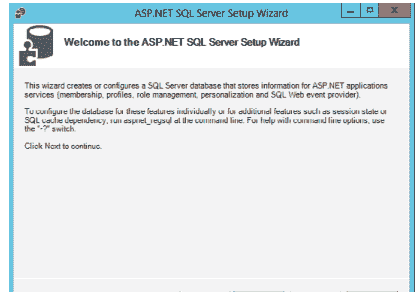 ASP.NET SQL Server Setup Wizard
Welcome to the ASP.NET SQL Server Setup Wizard
This wizard creates or configures a SQL Server database that stores information for ASP.NET applications
services (membership, profiles, role management, personalization and SQL Web event provider).
To configure the database for these features individually or for additional features such as session state or
SQL cache dependency, run aspnet_regsql at the command line. For help with command line options, use
the "-?" switch.
Click Next to continue.